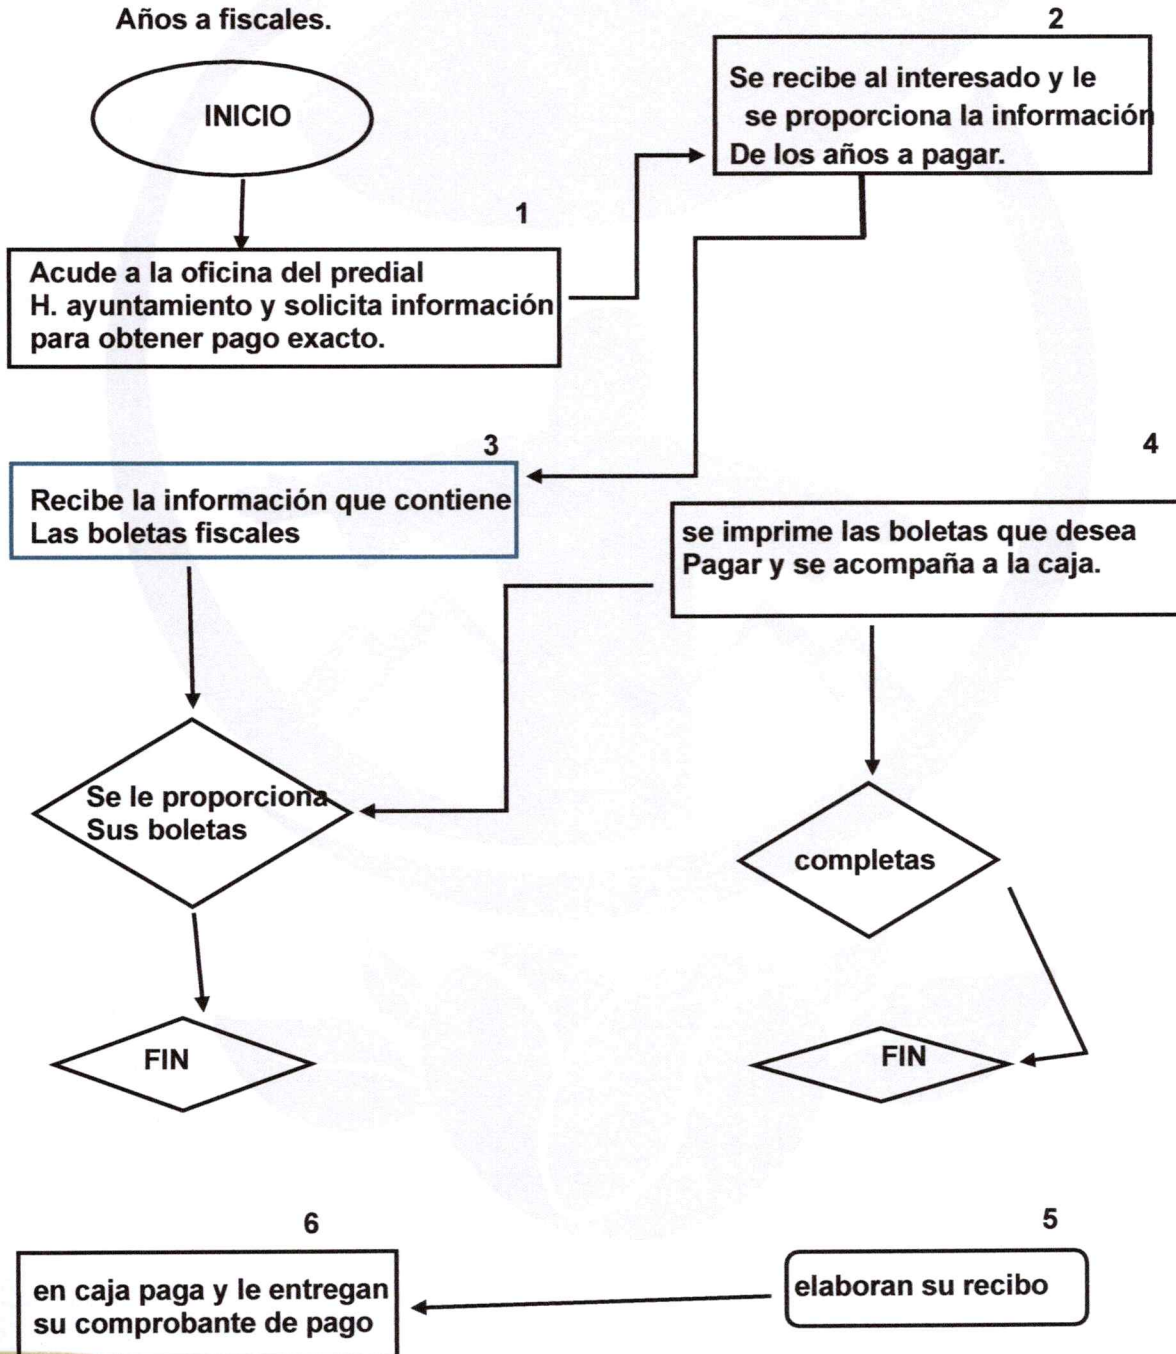 Años a fiscales.
INICIO
1
Acude a la oficina del predial
H. ayuntamiento y solicita información
para obtener pago exacto.
2
Se recibe al interesado y le
se proporciona la información
De los años a pagar.
3
Recibe la información que contiene
Las boletas fiscales
4
se imprime las boletas que desea
Pagar y se acompaña a la caja.
Se le proporciona
Sus boletas
completas
FIN
FIN
5
elaboran su recibo
6
en caja paga y le entregan
su comprobante de pago